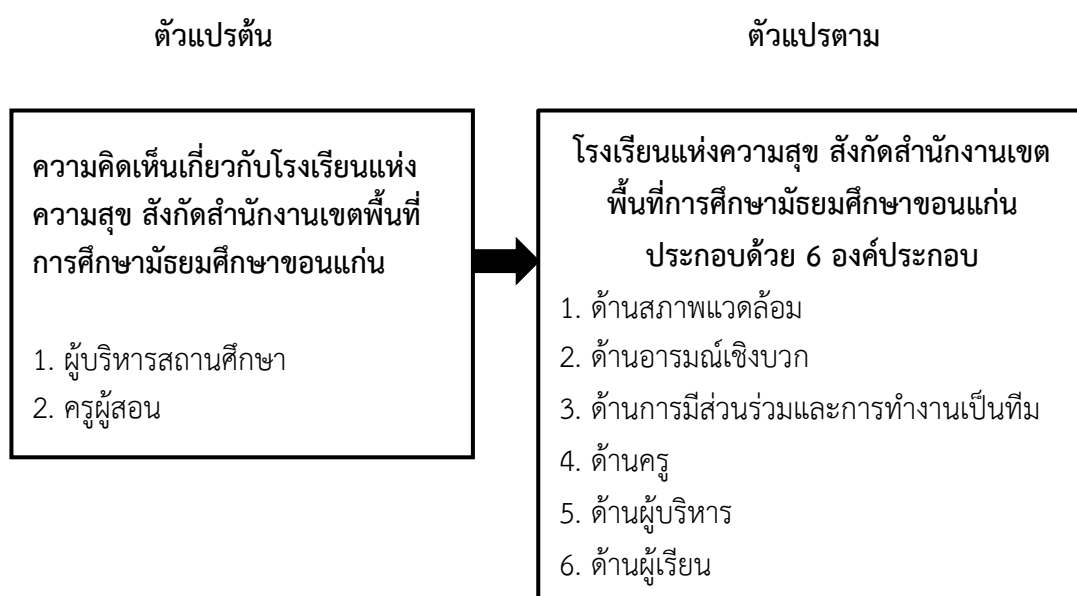 ตัวแปรต้น
ตัวแปรตาม
ความคิดเห็นเกี่ยวกับโรงเรียนแห่ง
ความสุข สังกัดสำนักงานเขตพื้นที่
การศึกษามัธยมศึกษาขอนแก่น
1. ผู้บริหารสถานศึกษา
2. ครูผู้สอน
โรงเรียนแห่งความสุข สังกัดสำนักงานเขต
พื้นที่การศึกษามัธยมศึกษาขอนแก่น
ประกอบด้วย 6 องค์ประกอบ
1. ด้านสภาพแวดล้อม
2. ด้านอารมณ์เชิงบวก
3. ด้านการมีส่วนร่วมและการทำงานเป็นทีม
4. ด้านครู
5. ด้านผู้บริหาร
6. ด้านผู้เรียน